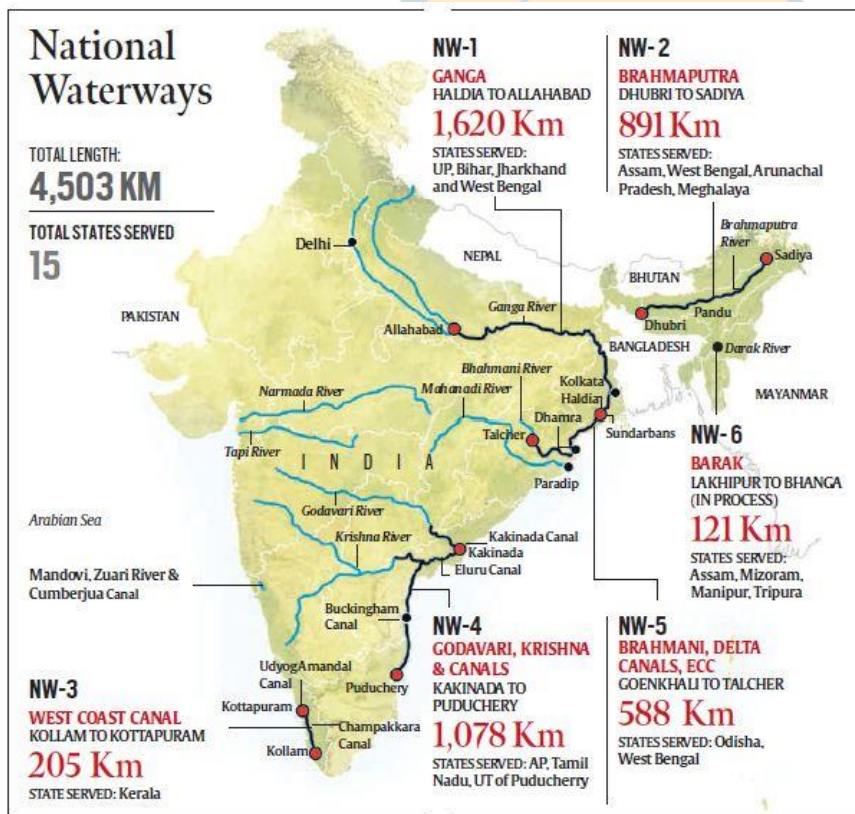 National
Waterways
TOTAL LENGTH:
4,503 KM
TOTAL STATES SERVED
15
NW-1
GANGA
HALDIA TO ALLAHABAD
1,620 Km
STATES SERVED:
UP, Bihar, Jharkhand
and West Bengal
NW- 2
BRAHMAPUTRA
DHUBRI TO SADIYA
891 Km
STATES SERVED:
Assam, West Bengal, Arunachal
Pradesh, Meghalaya
Brahmaputra
River
Sadiya
Delhi
NEPAL
BHUTAN
PAKISTAN
Ganga River
Pandu
Dhubri
Allahabad
BANGLADESH
Darak River
Bhahmani River
Mahanadi River
Narmada River
Kolkata
Haldia
MAYANMAR
Dhamra
Talcher
Sundarbans
Tapi River
INDIA
Paradip
NW-6
BARAK
LAKHIPUR TO BHANGA
(IN PROCESS)
121 Km
STATES SERVED:
Assam, Mizoram,
Manipur, Tripura
Arabian Sea
Godavari River
Krishna River
Kakinada Canal
Kakinada
Eluru Canal
Mandovi, Zuari River &
Cumberjua Canal
Buckingham
Canal
NW-4
GODAVARI, KRISHNA
& CANALS
KAKINADA TO
PUDUCHERY
1,078 Km
STATES SERVED: AP, Tamil
Nadu, UT of Puducherry
NW-5
BRAHMANI, DELTA
CANALS, ECC
GOENKHALI TO TALCHER
588 Km
STATES SERVED: Odisha,
West Bengal
UdyogAmandal
Canal
Puduchery
Kottapuram
Champakkara
Canal
Kollam
NW-3
WEST COAST CANAL
KOLLAM TO KOTTAPURAM
205 Km
STATE SERVED: Kerala